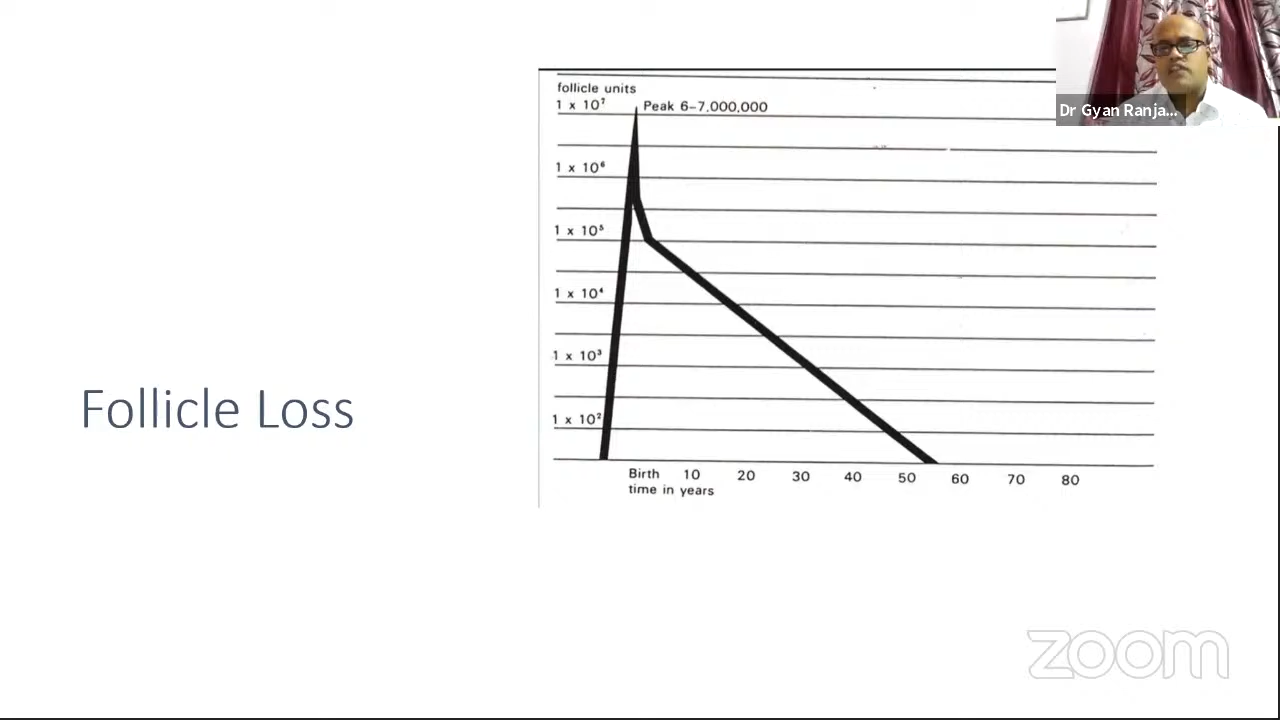 follicle units
1 x 10⁷
Peak 6–7.000,000
Dr Gyan Ranja...
1 x 10⁶
1 x 10⁵
1 x 10⁴
1 x 10³
1 x 10²
Follicle Loss
Birth 10 20 30 40 50 60 70 80
time in years
zoom